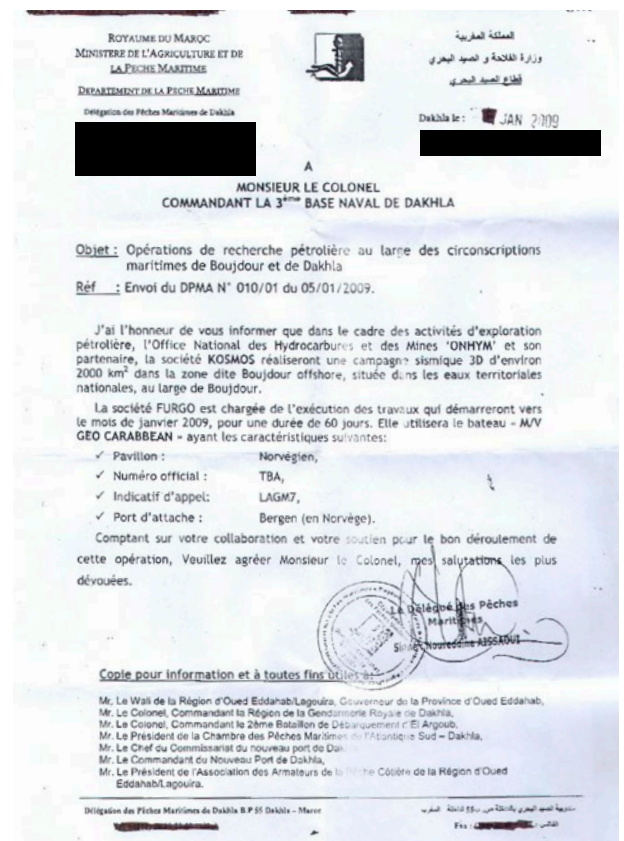 ROYAUME DU MAROC
MINISTERE DE L'AGRICULTURE ET DE
LA PECHE MARITIME
DEPARTEMENT DE LA PECHE MARITIME
Délégation des Pêches Maritimes de Dakhla
المملكة المغربية
وزارة الفلاحة و الصيد البحري
قطاع الصيد البحري
Dakhla le : JAN 2009
A
MONSIEUR LE COLONEL
COMMANDANT LA 3ème BASE NAVAL DE DAKHLA
Objet : Opérations de recherche pétrolière au large des circonscriptions
maritimes de Boujdour et de Dakhla
Réf : Envoi du DPMA N° 010/01 du 05/01/2009.
J'ai l'honneur de vous informer que dans le cadre des activités d'exploration
pétrolière, l'Office National des Hydrocarbures et des Mines 'ONHYM' et son
partenaire, la société KOSMOS réaliseront une campagne sismique 3D d'environ
2000 km² dans la zone dite Boujdour offshore, située dans les eaux territoriales
nationales, au large de Boujdour.
La société FURGO est chargée de l'exécution des travaux qui démarreront vers
le mois de janvier 2009, pour une durée de 60 jours. Elle utilisera le bateau « M/V
GEO CARABBEAN » ayant les caractéristiques suivantes:
✓ Pavillon : Norvégien,
✓ Numéro official : TBA,
✓ Indicatif d'appel: LAGM7,
✓ Port d'attache : Bergen (en Norvège).
Comptant sur votre collaboration et votre soutien pour le bon déroulement de
cette opération, Veuillez agréer Monsieur le Colonel, mes salutations les plus
dévouées.
Le Délégué des Pêches
Maritimes
Noureddine AISSAOUI
Copie pour information et à toutes fins utiles à:
Mr. Le Wali de la Région d'Oued Eddahab/Lagouira, Gouverneur de la Province d'Oued Eddahab,
Mr. Le Colonel, Commandant la Région de la Gendarmerie Royale de Dakhla,
Mr. Le Colonel, Commandant le 2ème Bataillon de Débarquement d'El Argoub,
Mr. Le Président de la Chambre des Pêches Maritimes de l'Atlantique Sud – Dakhla,
Mr. Le Chef du Commissariat du nouveau port de Dakhla
Mr. Le Commandant du Nouveau Port de Dakhla,
Mr. Le Président de l'Association des Armateurs de la Pêche Côtière de la Région d'Oued
Eddahab/Lagouira.
Délégation des Pêches Maritimes de Dakhla B.P 55 Dakhla – Maroc
مندوبية الصيد البحري بالداخلة ص.ب 55 الداخلة المغرب
Fax : الفاكس